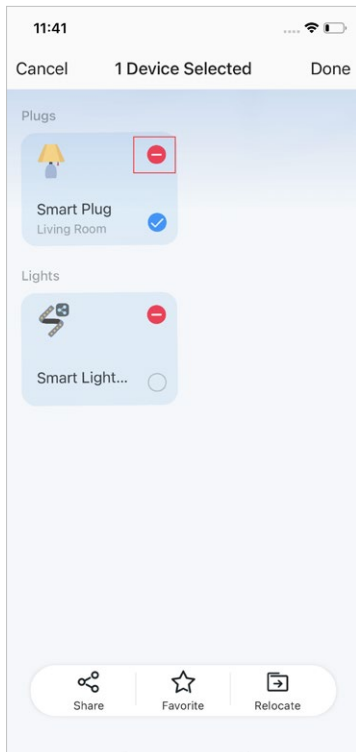 11:41
Cancel 1 Device Selected Done
Plugs
Smart Plug
Living Room
Lights
Smart Light...
Share Favorite Relocate